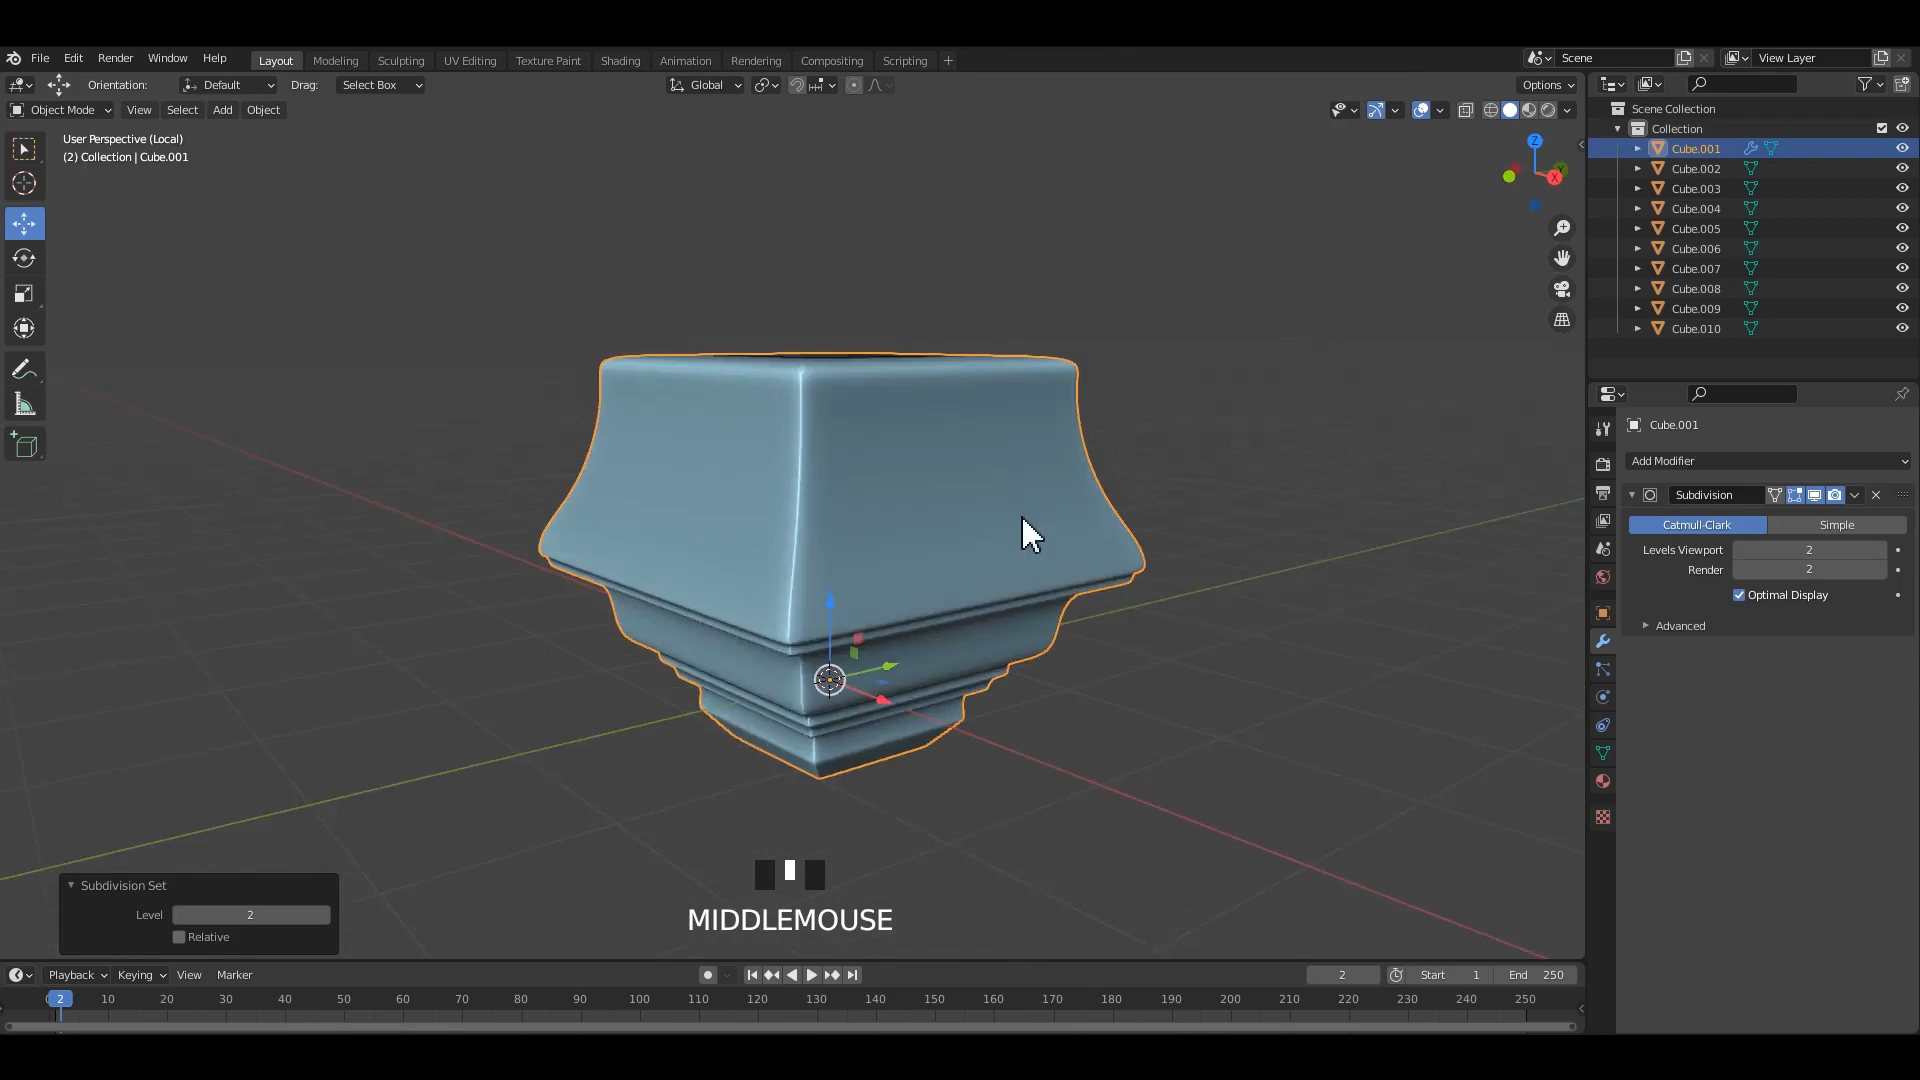 File Edit Render Window Help Layout Modeling Sculpting UV Editing Texture Paint Shading Animation Rendering Compositing Scripting + Scene View Layer
Orientation: Default Drag: Select Box Global Options
Object Mode View Select Add Object
User Perspective (Local)
(2) Collection | Cube.001
Z
X
Scene Collection
Collection
Cube.001
Cube.002
Cube.003
Cube.004
Cube.005
Cube.006
Cube.007
Cube.008
Cube.009
Cube.010
Cube.001
Add Modifier
Subdivision
Catmull-Clark Simple
Levels Viewport 2
Render 2
Optimal Display
Advanced
Subdivision Set
Level 2
Relative
MIDDLEMOUSE
Playback Keying View Marker 2 Start 1 End 250
2 10 20 30 40 50 60 70 80 90 100 110 120 130 140 150 160 170 180 190 200 210 220 230 240 250